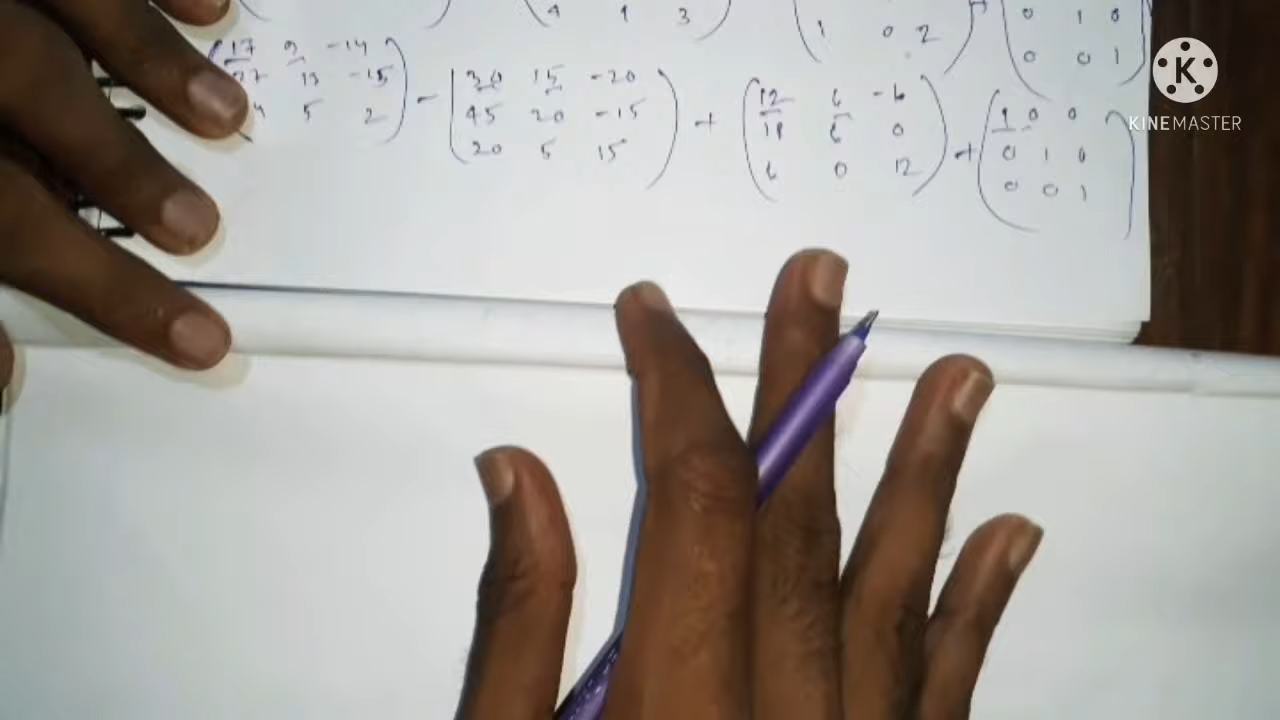 4 1 3 1 0 2 + 0 1 0
0 0 1
17 9 -14 30 15 -20 12 6 -6 1 0 0
27 13 -15 - 45 20 -15 + 18 6 0 + 0 1 0
4 5 2 20 5 15 6 0 12 0 0 1
K
KINEMASTER